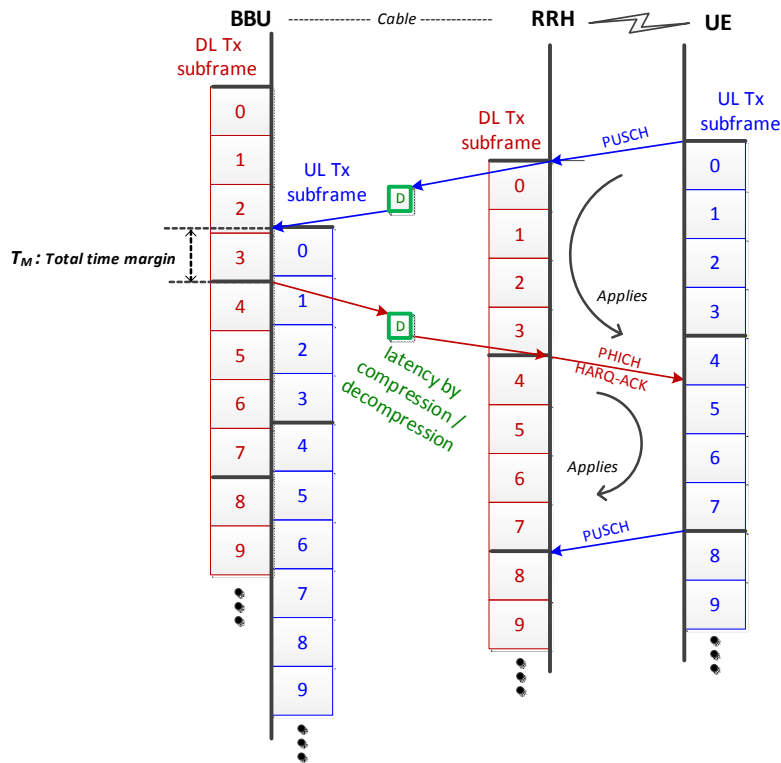 BBU
Cable
RRH
UE
DL Tx
subframe
0
1
2
3
4
5
6
7
8
9
UL Tx
subframe
0
1
2
3
4
5
6
7
8
9
TM : Total time margin
D
D
latency by
compression /
decompression
DL Tx
subframe
0
1
2
3
4
5
6
7
8
9
PUSCH
Applies
PHICH
HARQ-ACK
Applies
PUSCH
UL Tx
subframe
0
1
2
3
4
5
6
7
8
9